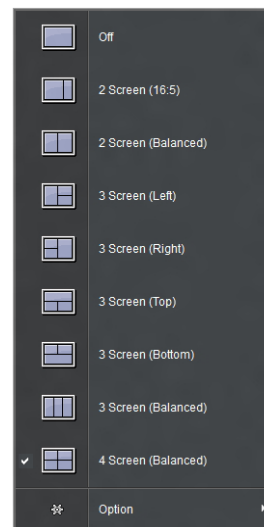 Off
2 Screen (16:5)
2 Screen (Balanced)
3 Screen (Left)
3 Screen (Right)
3 Screen (Top)
3 Screen (Bottom)
3 Screen (Balanced)
4 Screen (Balanced)
Option